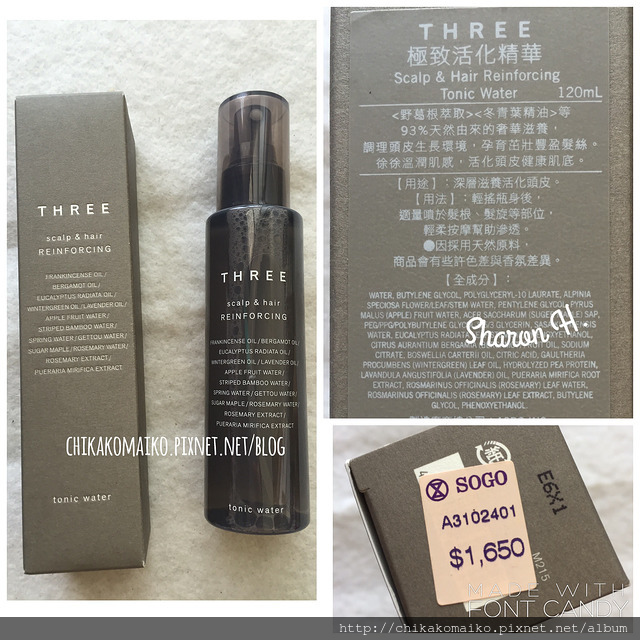 THREE
scalp & hair
REINFORCING
FRANKINCENSE OIL/
BERGAMOT OIL/
EUCALYPTUS RADIATA OIL/
WINTERGREEN OIL/LAVENDER OIL/
APPLE FRUIT WATER/
STRIPED BAMBOO WATER/
SPRING WATER/GETTOU WATER/
SUGAR MAPLE/ROSEMARY WATER/
ROSEMARY EXTRACT/
PUERARIA MIRIFICA EXTRACT
tonic water
THREE
scalp & hair
REINFORCING
FRANKINCENSE OIL/BERGAMOT OIL/
EUCALYPTUS RADIATA OIL/
WINTERGREEN OIL/LAVENDER OIL/
APPLE FRUIT WATER/
STRIPED BAMBOO WATER/
SPRING WATER/GETTOU WATER/
SUGAR MAPLE/ROSEMARY WATER/
ROSEMARY EXTRACT/
PUERARIA MIRIFICA EXTRACT
tonic water
CHIKAKOMAIKO.PIXNET.NET/BLOG
THREE
極致活化精華
Scalp & Hair Reinforcing
Tonic Water 120mL
<野葛根萃取><冬青葉精油>等
93%天然由來的奢華滋養，
調理頭皮生長環境，孕育茁壯豐盈髮絲。
徐徐滋潤肌感，活化頭皮健康肌底。
【用途】：深層滋養活化頭皮。
【用法】：輕搖瓶身後，
適量噴於髮根、髮旋等部位，
輕柔按摩幫助滲透。
●因採用天然原料，
商品會有些許色差與香氛差異。
【全成分】：
WATER, BUTYLENE GLYCOL, POLYGLYCERYL-10 LAURATE, ALPINIA
SPECIOSA FLOWER/LEAF/STEM WATER, PENTYLENE GLYCOL, PYRUS
MALUS (APPLE) FRUIT WATER, ACER SACCHARUM (SUGAR MAPLE) SAP,
PEG/PPG/POLYBUTYLENE GLYCOL GLYCERIN, SASA
WATER, EUCALYPTUS
CITRUS AURANTIUM BERGAMIA OIL, SODIUM
CITRATE, BOSWELLIA CARTERII OIL, CITRIC ACID, GAULTHERIA
PROCUMBENS (WINTERGREEN) LEAF OIL, HYDROLYZED PEA PROTEIN,
LAVANDULA ANGUSTIFOLIA (LAVENDER) OIL, PUERARIA MIRIFICA ROOT
EXTRACT, ROSMARINUS OFFICINALIS (ROSEMARY) LEAF WATER,
ROSMARINUS OFFICINALIS (ROSEMARY) LEAF EXTRACT, BUTYLENE
GLYCOL, PHENOXYETHANOL.
Sharon H.
SOGO
A3102401
$1,650
E6X1
M215
MADE WITH
FONT CANDY
http://chikakomaiko.pixnet.net/album